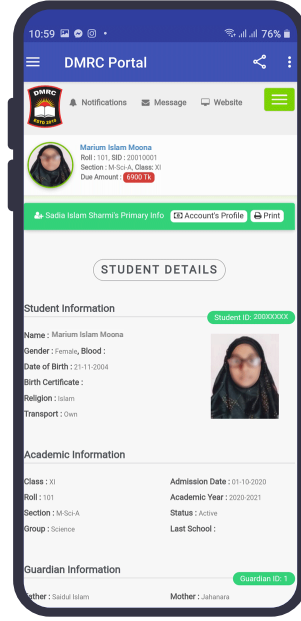 10:59 76%
DMRC Portal
DMRC
ESTD 2012
Notifications Message Website
Marium Islam Moona
Roll : 101, SID : 20010001
Section : M-Sci-A, Class: XI
Due Amount : 6900 Tk
Sadia Islam Sharmi's Primary Info Account's Profile Print
STUDENT DETAILS
Student Information
Student ID: 200XXXXX
Name : Marium Islam Moona
Gender : Female, Blood :
Date of Birth : 21-11-2004
Birth Certificate :
Religion : Islam
Transport : Own
Academic Information
Class : XI Admission Date : 01-10-2020
Roll : 101 Academic Year : 2020-2021
Section : M-Sci-A Status : Active
Group : Science Last School :
Guardian Information
Guardian ID: 1
Father : Saidul Islam Mother : Jahanara